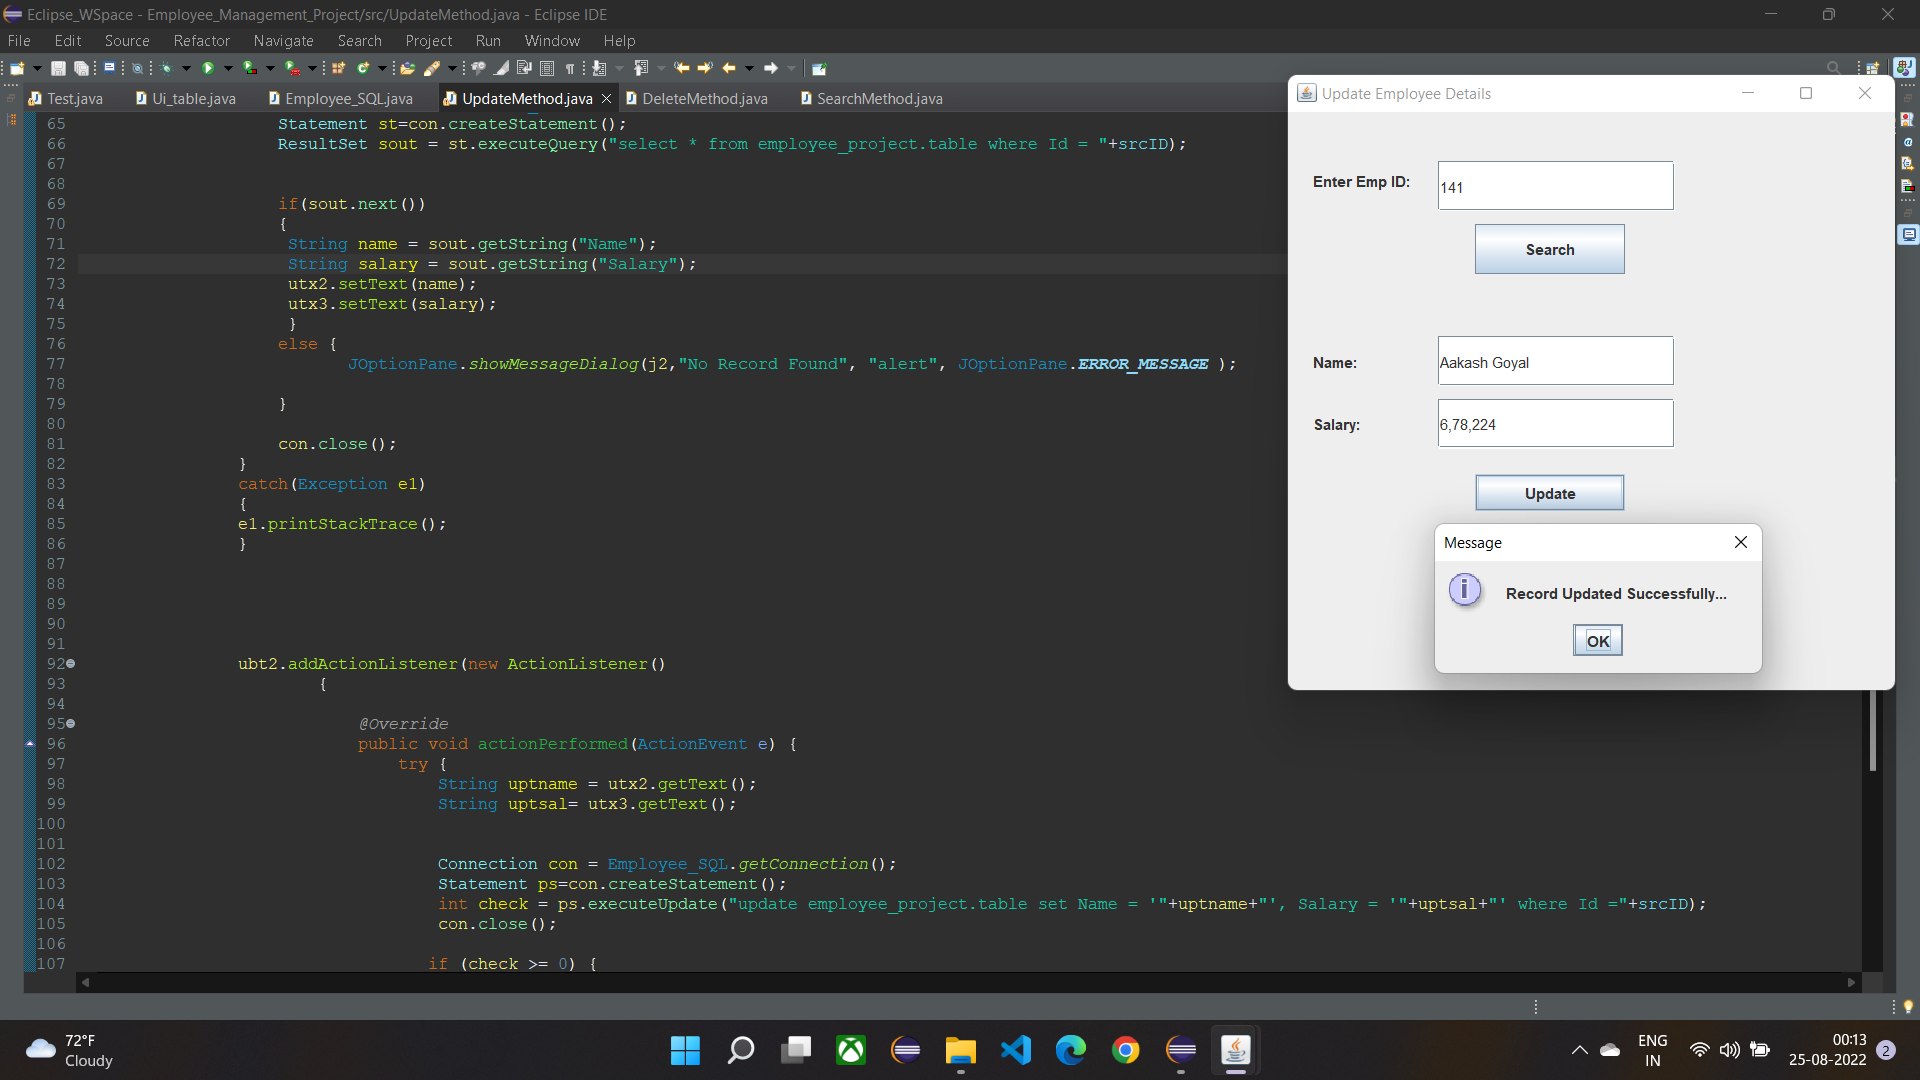 Eclipse_WSpace - Employee_Management_Project/src/UpdateMethod.java - Eclipse IDE
File Edit Source Refactor Navigate Search Project Run Window Help
Test.java Ui_table.java Employee_SQL.java UpdateMethod.java DeleteMethod.java SearchMethod.java
65 Statement st=con.createStatement();
66 ResultSet sout = st.executeQuery("select * from employee_project.table where Id = "+srcID);
67
68
69 if(sout.next())
70 {
71 String name = sout.getString("Name");
72 String salary = sout.getString("Salary");
73 utx2.setText(name);
74 utx3.setText(salary);
75 }
76 else {
77 JOptionPane.showMessageDialog(j2,"No Record Found", "alert", JOptionPane.ERROR_MESSAGE );
78
79 }
80
81 con.close();
82 }
83 catch(Exception e1)
84 {
85 e1.printStackTrace();
86 }
87
88
89
90
91
92 ubt2.addActionListener(new ActionListener()
93 {
94
95 @Override
96 public void actionPerformed(ActionEvent e) {
97 try {
98 String uptname = utx2.getText();
99 String uptsal= utx3.getText();
100
101
102 Connection con = Employee_SQL.getConnection();
103 Statement ps=con.createStatement();
104 int check = ps.executeUpdate("update employee_project.table set Name = '"+uptname+"', Salary = '"+uptsal+"' where Id ="+srcID);
105 con.close();
106
107 if (check >= 0) {
Update Employee Details
Enter Emp ID: 141
Search
Name: Aakash Goyal
Salary: 6,78,224
Update
Message
Record Updated Successfully...
OK
72°F
Cloudy
ENG
IN
00:13
25-08-2022
2